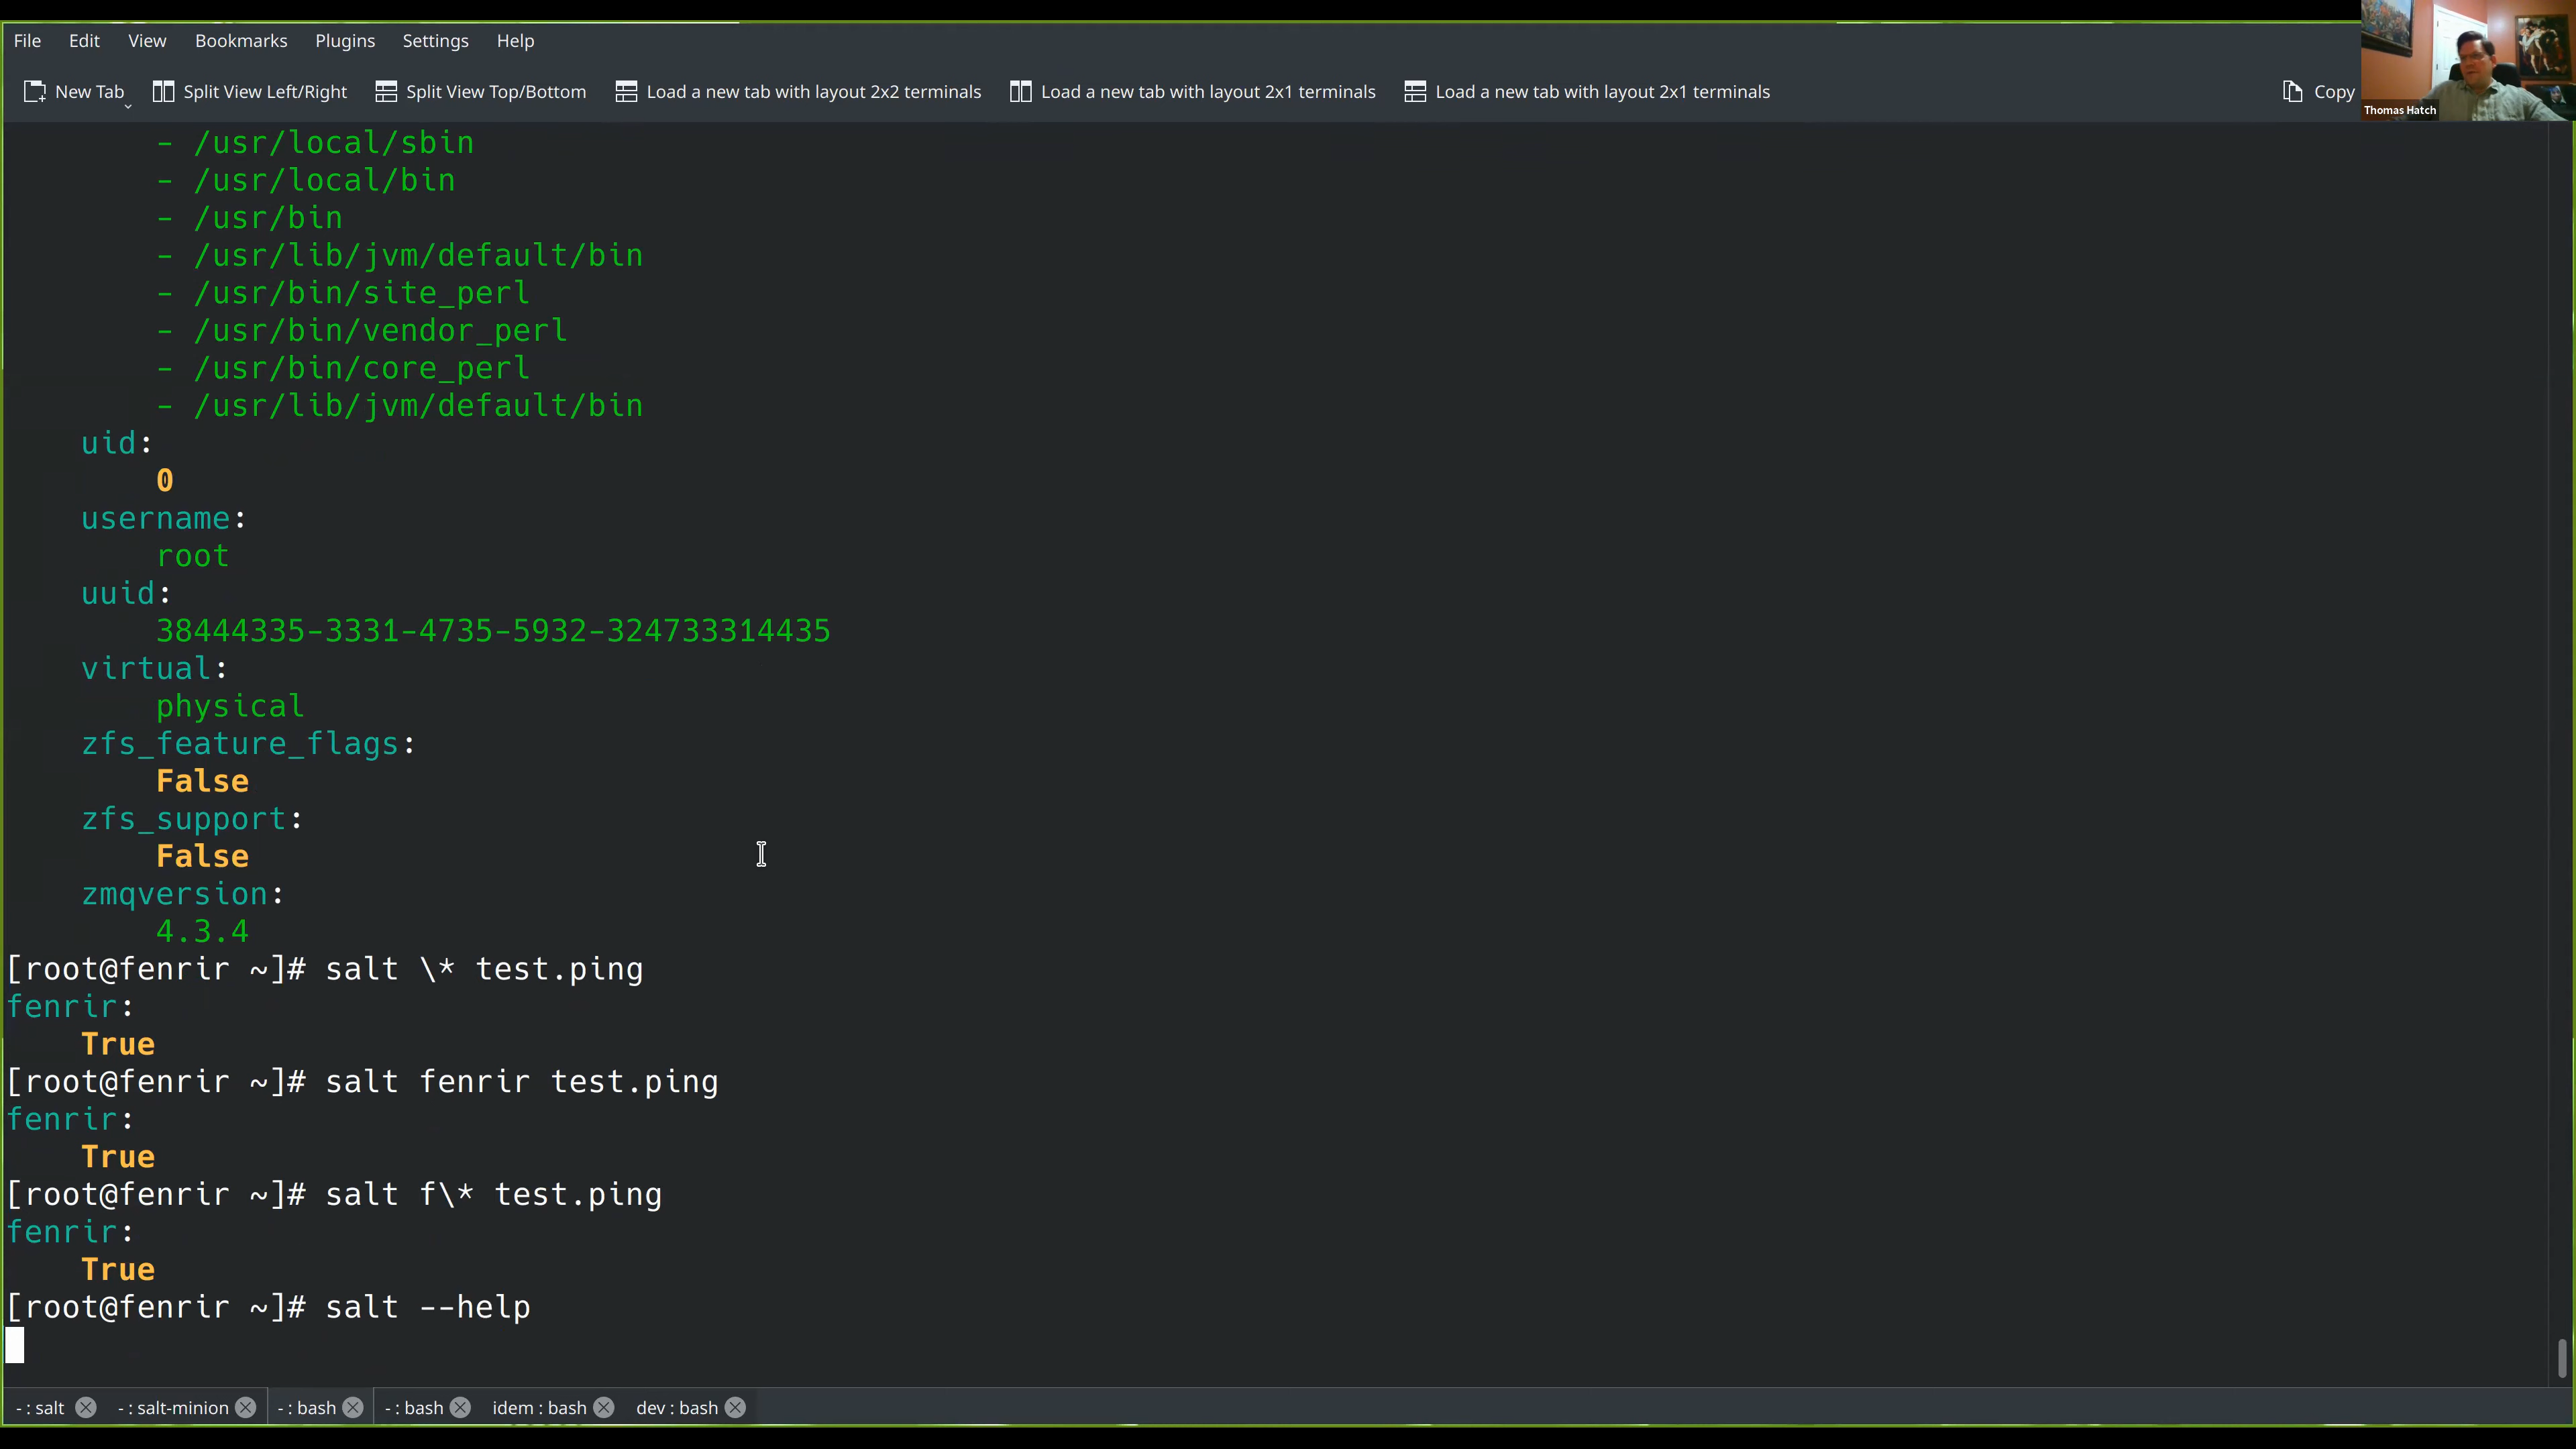 File Edit View Bookmarks Plugins Settings Help
New Tab Split View Left/Right Split View Top/Bottom Load a new tab with layout 2x2 terminals Load a new tab with layout 2x1 terminals Load a new tab with layout 2x1 terminals Copy
Thomas Hatch
- /usr/local/sbin
- /usr/local/bin
- /usr/bin
- /usr/lib/jvm/default/bin
- /usr/bin/site_perl
- /usr/bin/vendor_perl
- /usr/bin/core_perl
- /usr/lib/jvm/default/bin
uid:
0
username:
root
uuid:
38444335-3331-4735-5932-324733314435
virtual:
physical
zfs_feature_flags:
False
zfs_support:
False
zmqversion:
4.3.4
[root@fenrir ~]# salt \* test.ping
fenrir:
True
[root@fenrir ~]# salt fenrir test.ping
fenrir:
True
[root@fenrir ~]# salt f\* test.ping
fenrir:
True
[root@fenrir ~]# salt --help
- : salt - : salt-minion - : bash - : bash idem : bash dev : bash